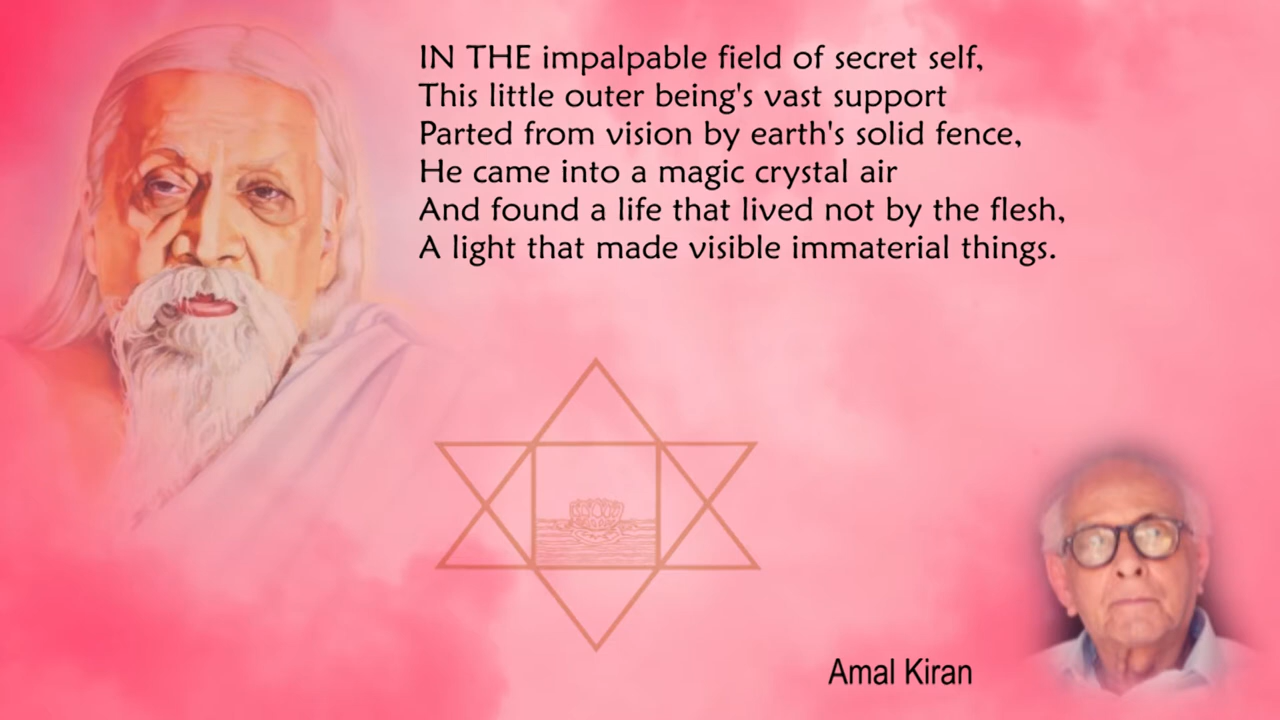 IN THE impalpable field of secret self,
This little outer being's vast support
Parted from vision by earth's solid fence,
He came into a magic crystal air
And found a life that lived not by the flesh,
A light that made visible immaterial things.
Amal Kiran